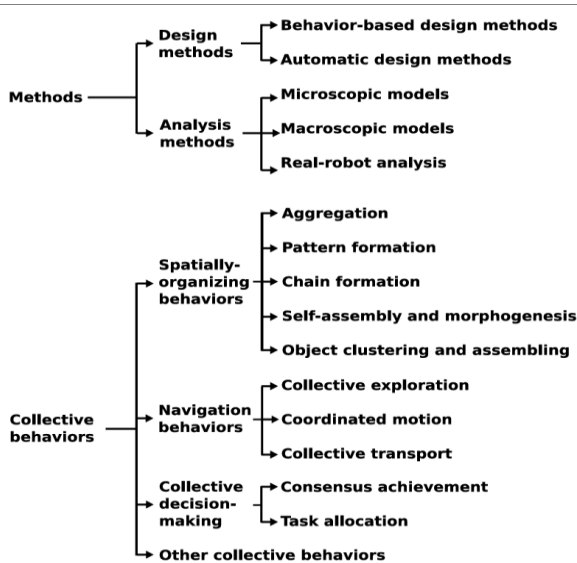 Design
methods
Behavior-based design methods
Automatic design methods
Methods
Analysis
methods
Microscopic models
Macroscopic models
Real-robot analysis
Spatially-
organizing
behaviors
Aggregation
Pattern formation
Chain formation
Self-assembly and morphogenesis
Object clustering and assembling
Collective
behaviors
Navigation
behaviors
Collective exploration
Coordinated motion
Collective transport
Collective
decision-
making
Consensus achievement
Task allocation
Other collective behaviors